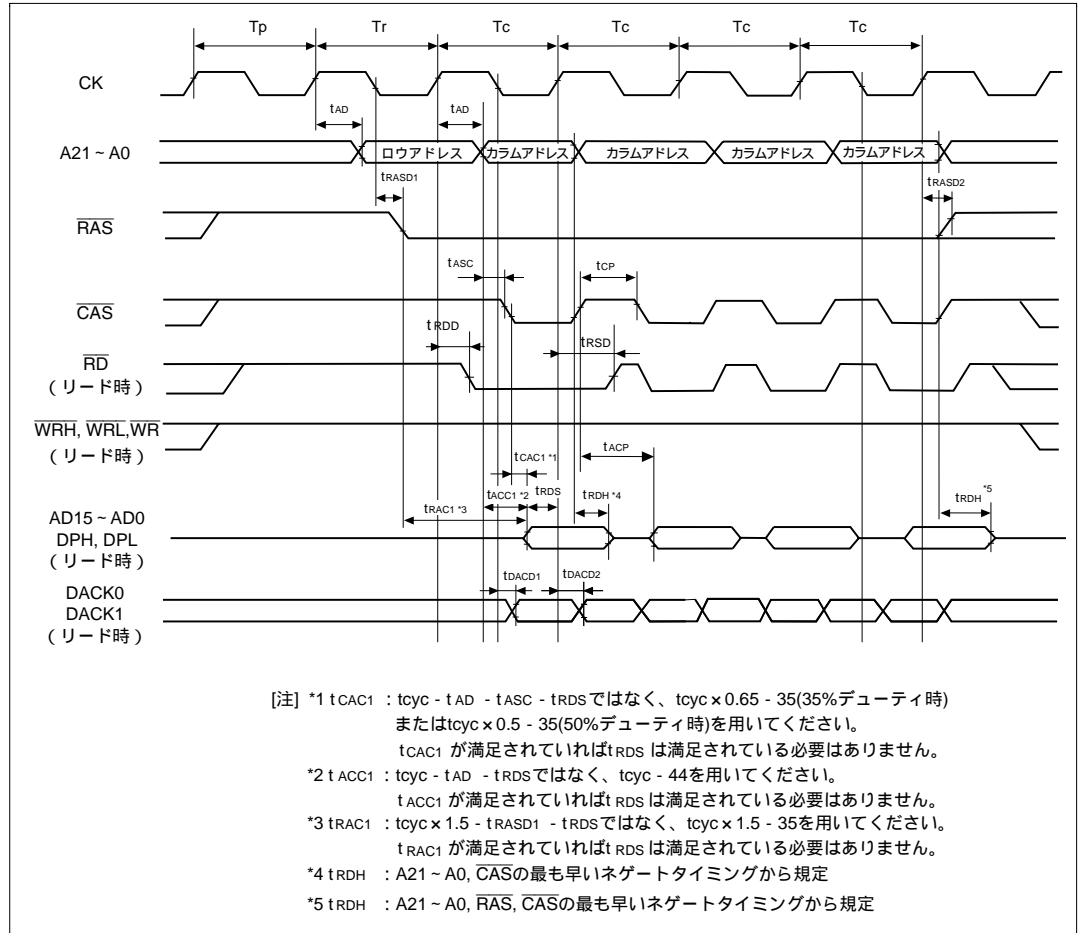 Tp Tr Tc Tc Tc Tc
CK
tAD tAD
A21 ~ A0 ロウアドレス カラムアドレス カラムアドレス カラムアドレス カラムアドレス
tRASD1 tRASD2
RAS
tASC tCP
CAS
tRDD tRSD
RD
(リード時)
WRH, WRL,WR
(リード時)
tCAC1 *1 tACP
tACC1 *2 tRDS tRDH *4 tRDH *5
tRAC1 *3
AD15 ~ AD0
DPH, DPL
(リード時)
tDACD1 tDACD2
DACK0
DACK1
(リード時)
[注] *1 tCAC1 : tcyc - tAD - tASC - tRDSではなく、tcyc×0.65 - 35(35%デューティ時)
またはtcyc×0.5 - 35(50%デューティ時)を用いてください。
tCAC1 が満足されていればtRDS は満足されている必要はありません。
*2 tACC1 : tcyc - tAD - tRDSではなく、tcyc - 44を用いてください。
tACC1 が満足されていればtRDS は満足されている必要はありません。
*3 tRAC1 : tcyc×1.5 - tRASD1 - tRDSではなく、tcyc×1.5 - 35を用いてください。
tRAC1 が満足されていればtRDS は満足されている必要はありません。
*4 tRDH : A21 ~ A0, CASの最も早いネゲートタイミングから規定
*5 tRDH : A21 ~ A0, RAS, CASの最も早いネゲートタイミングから規定